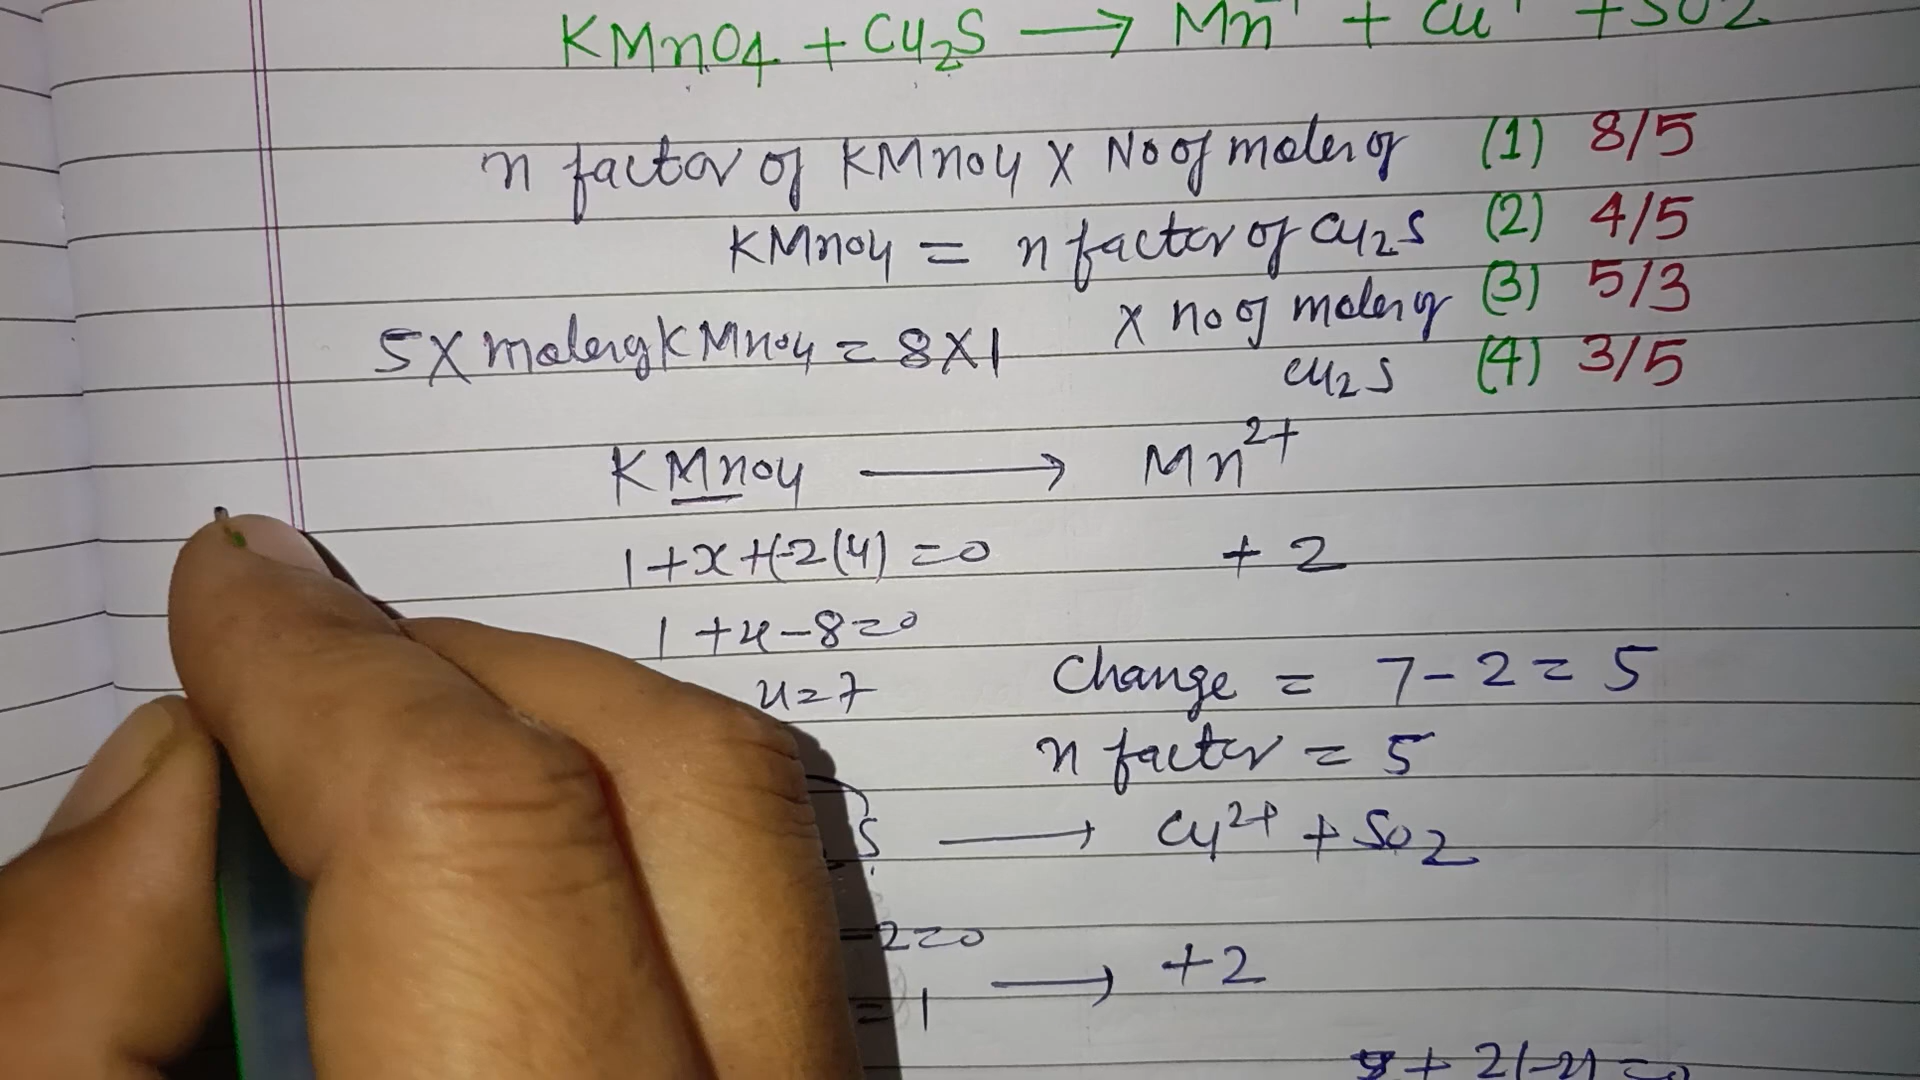 KMnO4 + Cu2S ⟶ Mn + Cu + SO2
n factor of KMnO4 X No of moles of (1) 8/5
KMnO4 = n factor of Cu2S (2) 4/5
x no of moles of (3) 5/3
5 X moles of KMnO4 = 8 X 1
Cu2S (4) 3/5
KMnO4 ⟶ Mn2+
1+x+(-2(4) = 0 + 2
1 + x - 8 = 0
x = 7
Change = 7 - 2 = 5
n factor = 5
S ⟶ Cu2+ + SO2
-2=0
⟶ +2
= 1
+ 2(-2) = 0